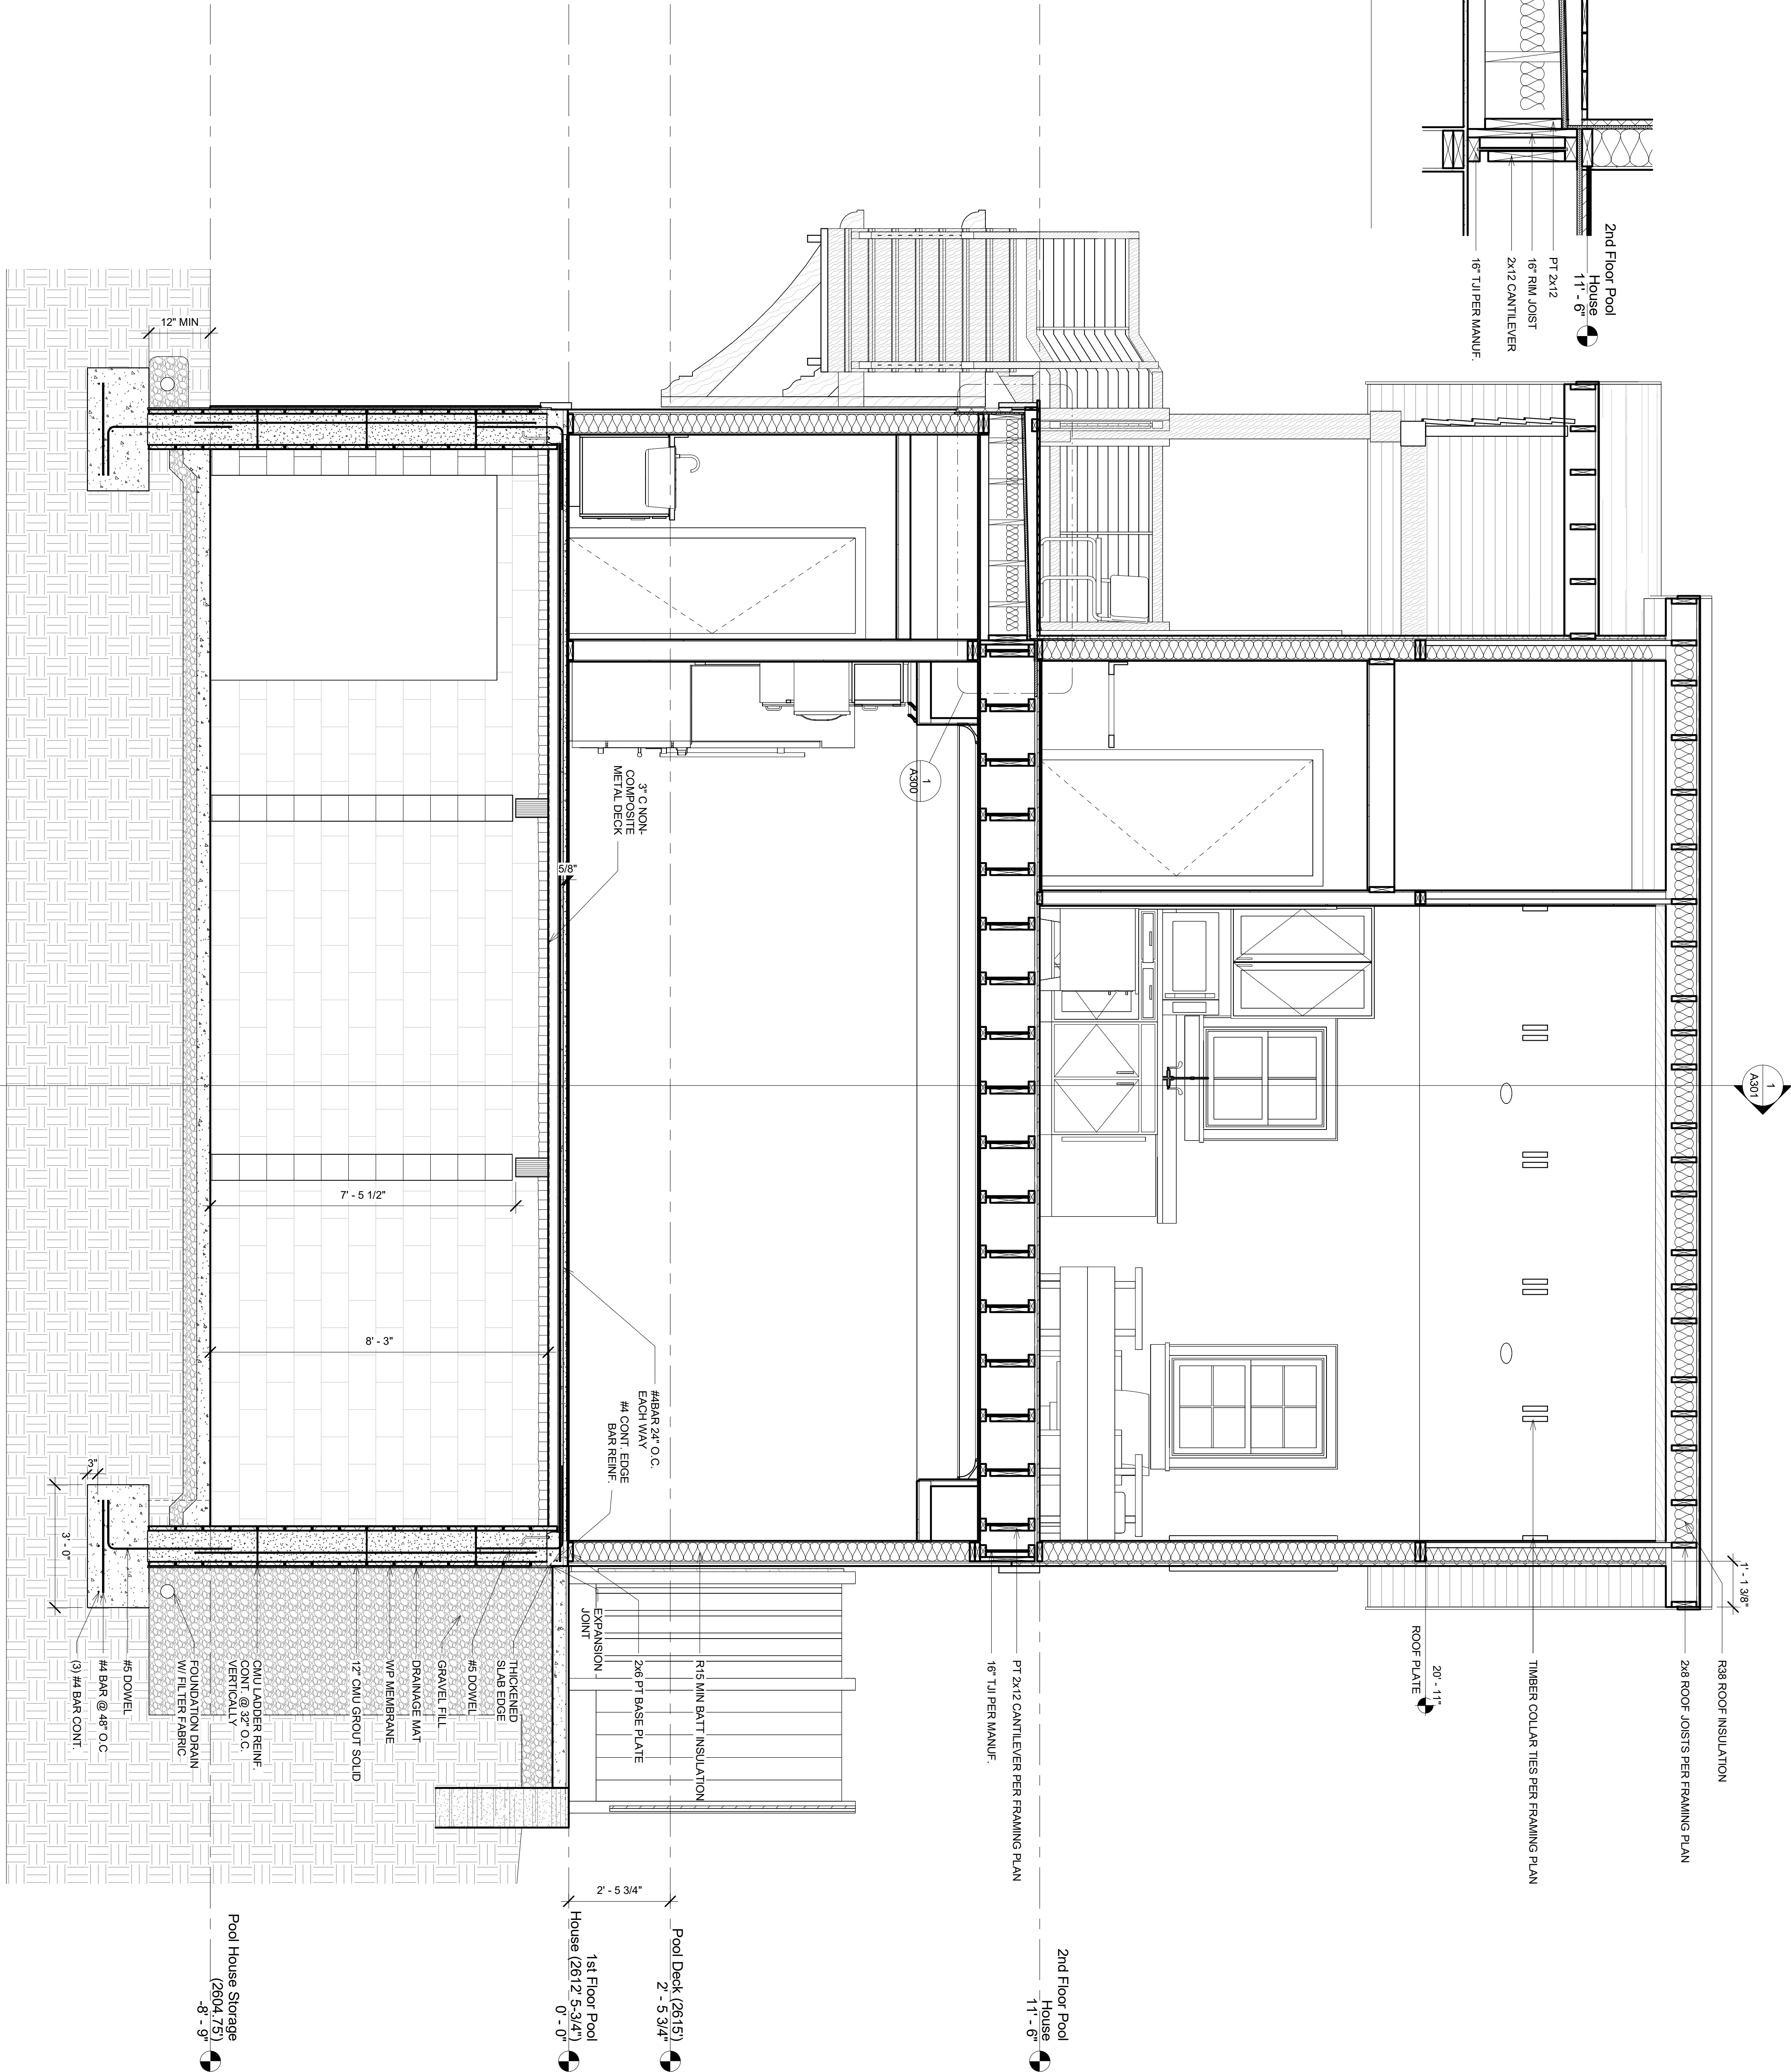 2nd Floor Pool
House
11' - 6"
PT 2x12
16" RIM JOIST
2x12 CANTILEVER
16" TJI PER MANUF.
1
A301
1' - 1 3/8"
R38 ROOF INSULATION
2x8 ROOF JOISTS PER FRAMING PLAN
TIMBER COLLAR TIES PER FRAMING PLAN
20' - 11"
ROOF PLATE
2nd Floor Pool
House
11' - 6"
PT 2x12 CANTILEVER PER FRAMING PLAN
16" TJI PER MANUF.
1
A300
3" C NON-
COMPOSITE
METAL DECK
5/8"
#4BAR 24" O.C.
EACH WAY
#4 CONT. EDGE
BAR REINF.
R15 MIN BATT INSULATION
2x6 PT BASE PLATE
EXPANSION
JOINT
Pool Deck (2615')
2' - 5 3/4"
2' - 5 3/4"
1st Floor Pool
House (2612' 5-3/4")
0' - 0"
THICKENED
SLAB EDGE
#5 DOWEL
GRAVEL FILL
DRAINAGE MAT
WP MEMBRANE
12" CMU GROUT SOLID
CMU LADDER REINF.
CONT. @ 32" O.C.
VERTICALLY
FOUNDATION DRAIN
W/ FILTER FABRIC
#5 DOWEL
#4 BAR @ 48" O.C
(3) #4 BAR CONT.
7' - 5 1/2"
8' - 3"
12" MIN
3"
3' - 0"
Pool House Storage
(2604.75')
-8' - 9"